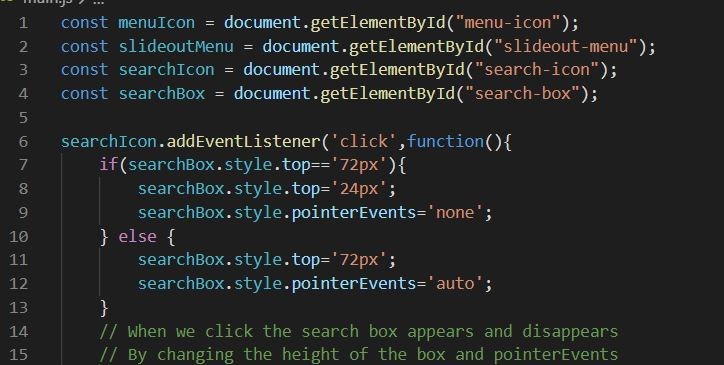 main.js > ...
1 const menuIcon = document.getElementById("menu-icon");
2 const slideoutMenu = document.getElementById("slideout-menu");
3 const searchIcon = document.getElementById("search-icon");
4 const searchBox = document.getElementById("search-box");
5
6 searchIcon.addEventListener('click',function(){
7     if(searchBox.style.top=='72px'){
8         searchBox.style.top='24px';
9         searchBox.style.pointerEvents='none';
10     } else {
11         searchBox.style.top='72px';
12         searchBox.style.pointerEvents='auto';
13     }
14     // When we click the search box appears and disappears
15     // By changing the height of the box and pointerEvents